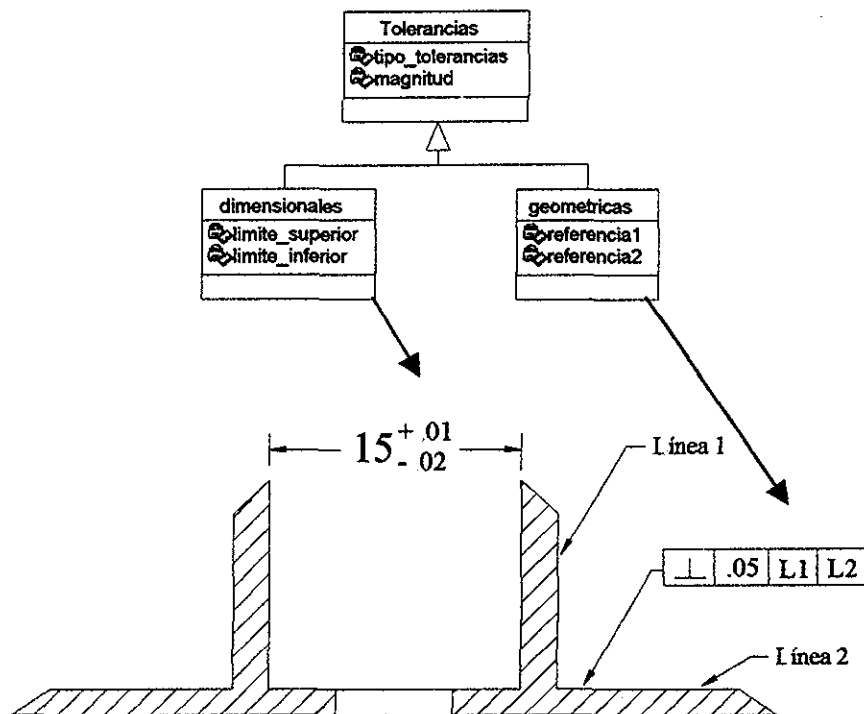 Tolerancias
tipo_tolerancias
magnitud
dimensionales
limite_superior
limite_inferior
geometricas
referencia1
referencia2
15 + .01
- .02
Línea 1
⊥ .05 L1 L2
Línea 2